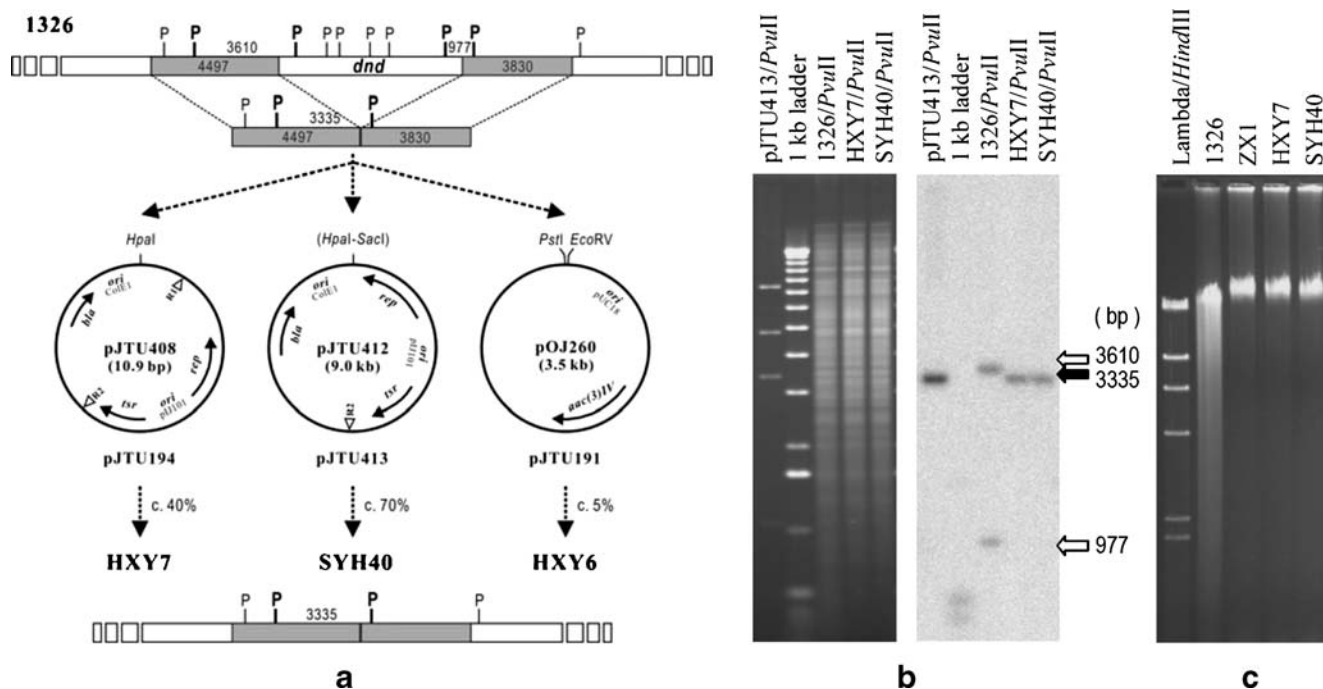 1326
P P P P P P P P P P
3610 977
4497 dnd 3830
P P P
3335
4497 3830
HpaI
(HpaI-SacI)
PstI EcoRV
ori
ColE1
R1
bla
pJTU408
(10.9 bp)
rep
R2
tsr
ori
pIJ101
ori
ColE1
rep
bla
pJTU412
(9.0 kb)
ori
pIJ101
tsr
R2
ori
pUC18
pOJ260
(3.5 kb)
aac(3)IV
pJTU194 pJTU413 pJTU191
c. 40% c. 70% c. 5%
HXY7 SYH40 HXY6
P P P P
3335
a
pJTU413/PvuII
1 kb ladder
1326/PvuII
HXY7/PvuII
SYH40/PvuII
pJTU413/PvuII
1 kb ladder
1326/PvuII
HXY7/PvuII
SYH40/PvuII
(bp)
3610
3335
977
b
Lambda/HindIII
1326
ZX1
HXY7
SYH40
c